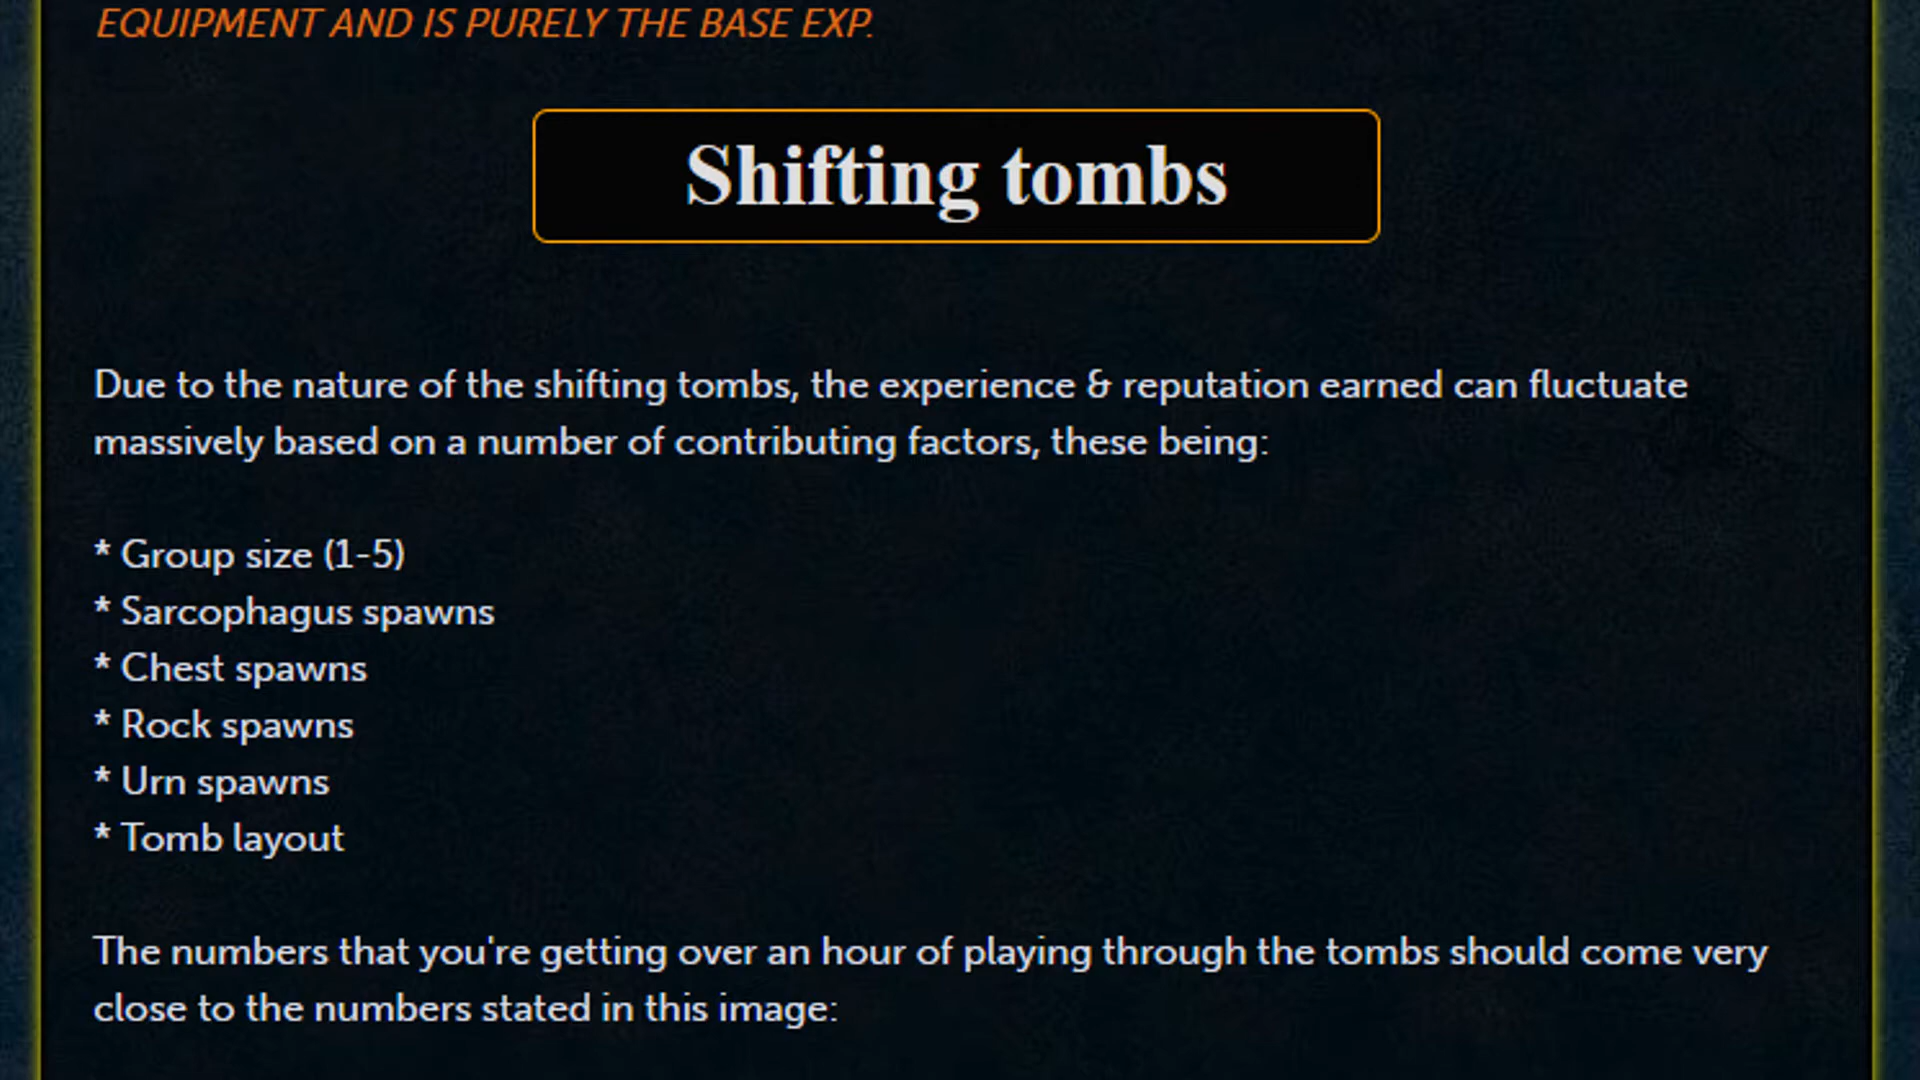 EQUIPMENT AND IS PURELY THE BASE EXP.
Shifting tombs
Due to the nature of the shifting tombs, the experience & reputation earned can fluctuate
massively based on a number of contributing factors, these being:
* Group size (1-5)
* Sarcophagus spawns
* Chest spawns
* Rock spawns
* Urn spawns
* Tomb layout
The numbers that you're getting over an hour of playing through the tombs should come very
close to the numbers stated in this image: